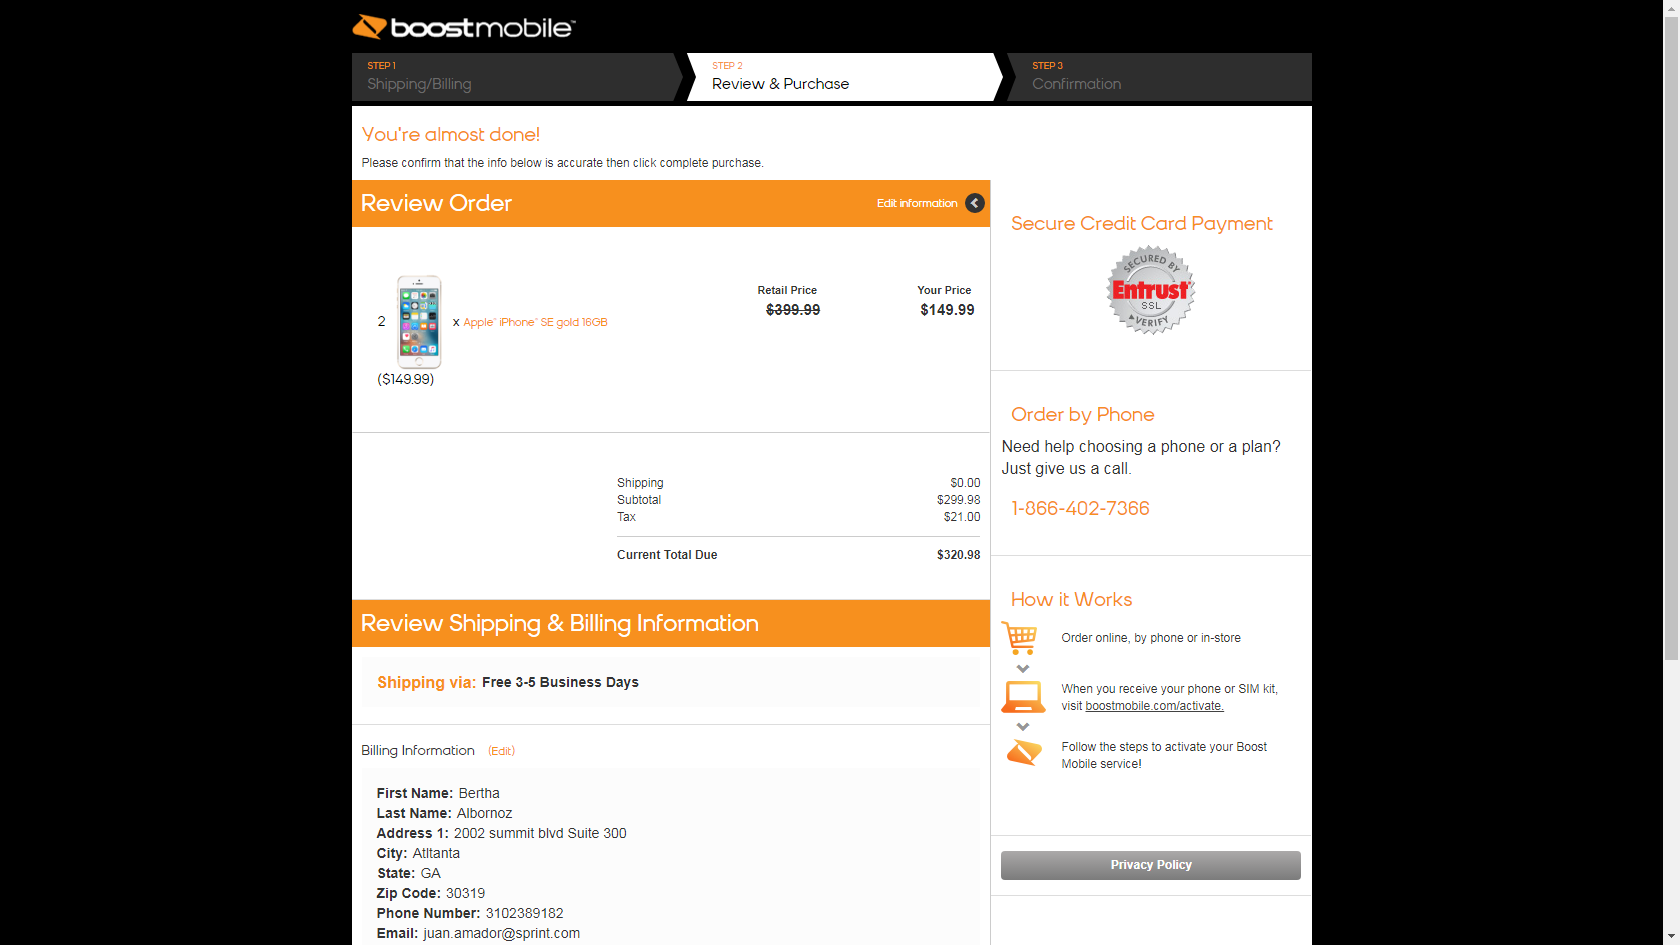 boostmobile™
STEP 1
Shipping/Billing
STEP 2
Review & Purchase
STEP 3
Confirmation
You're almost done!
Please confirm that the info below is accurate then click complete purchase.
Review Order
Edit information
Retail Price
Your Price
$399.99
$149.99
2
x Apple® iPhone® SE gold 16GB
($149.99)
Shipping $0.00
Subtotal $299.98
Tax $21.00
Current Total Due $320.98
Review Shipping & Billing Information
Shipping via: Free 3-5 Business Days
Billing Information (Edit)
First Name: Bertha
Last Name: Albornoz
Address 1: 2002 summit blvd Suite 300
City: Atltanta
State: GA
Zip Code: 30319
Phone Number: 3102389182
Email: juan.amador@sprint.com
Secure Credit Card Payment
SECURED BY
Entrust®
SSL
VERIFY
Order by Phone
Need help choosing a phone or a plan?
Just give us a call.
1-866-402-7366
How it Works
Order online, by phone or in-store
When you receive your phone or SIM kit,
visit boostmobile.com/activate.
Follow the steps to activate your Boost
Mobile service!
Privacy Policy